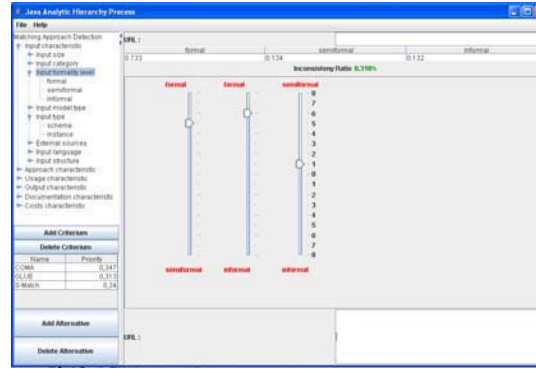 Java Analytic Hierarchy Process
File Help
Matching Approach Detection
Input characteristic
Input size
Input category
Input formality level
formal
semiformal
informal
Input model type
Input type
scheme
instance
External sources
Input language
Input structure
Approach characteristic
Usage characteristic
Output characteristic
Documentation characteristic
Costs characteristic
Add Criterium
Delete Criterium
Name Priority
COMA 0,347
GLUE 0,313
S-Match 0,34
Add Alternative
Delete Alternative
URL :
formal semiformal informal
0.733 0.134 0.132
Inconsisteny Ratio 0.318%
formal formal semiformal
8
7
6
5
4
3
2
1
0
1
2
3
4
5
6
7
8
semiformal informal informal
URL :